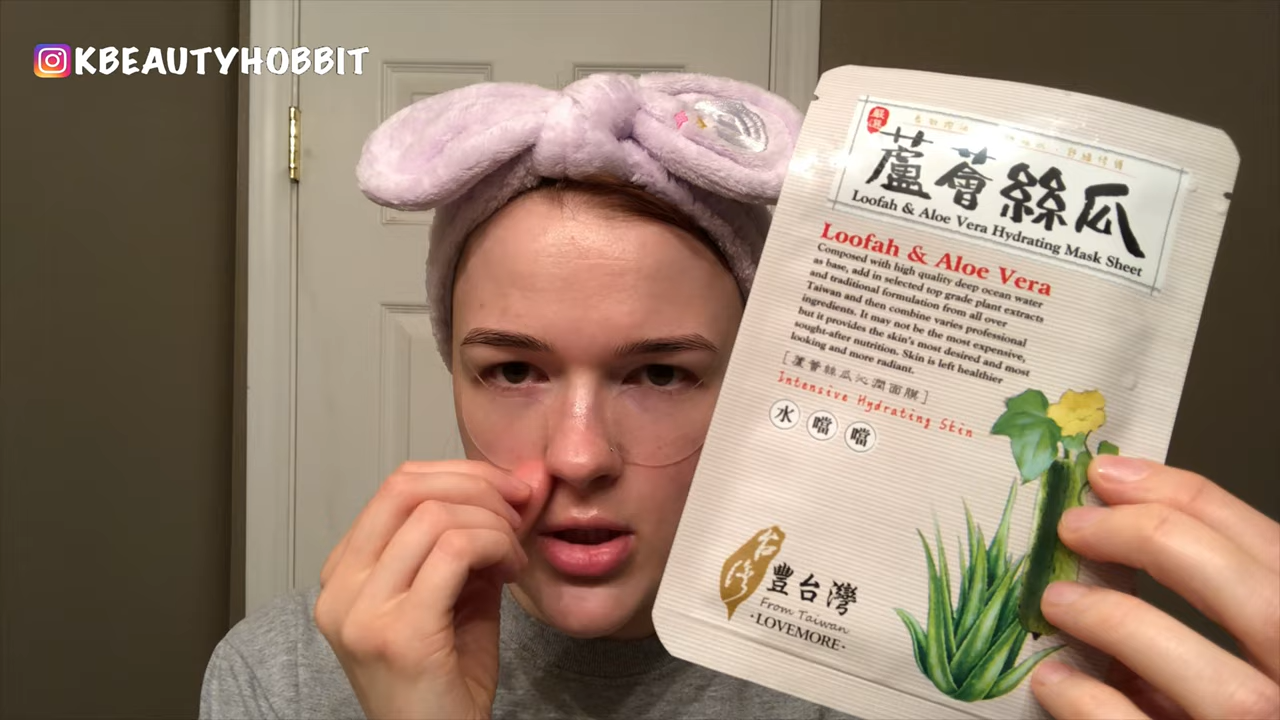 KBEAUTYHOBBIT
蘆薈絲瓜
Loofah & Aloe Vera Hydrating Mask Sheet
Loofah & Aloe Vera
Composed with high quality deep ocean water
as base, add in selected top grade plant extracts
and traditional formulation from all over
Taiwan and then combine varies professional
ingredients. It may not be the most expensive,
but it provides the skin's most desired and most
sought-after nutrition. Skin is left healthier
looking and more radiant.
[蘆薈絲瓜沁潤面膜]
Intensive Hydrating Skin
水噹噹
台灣
豐台灣
From Taiwan
·LOVEMORE·